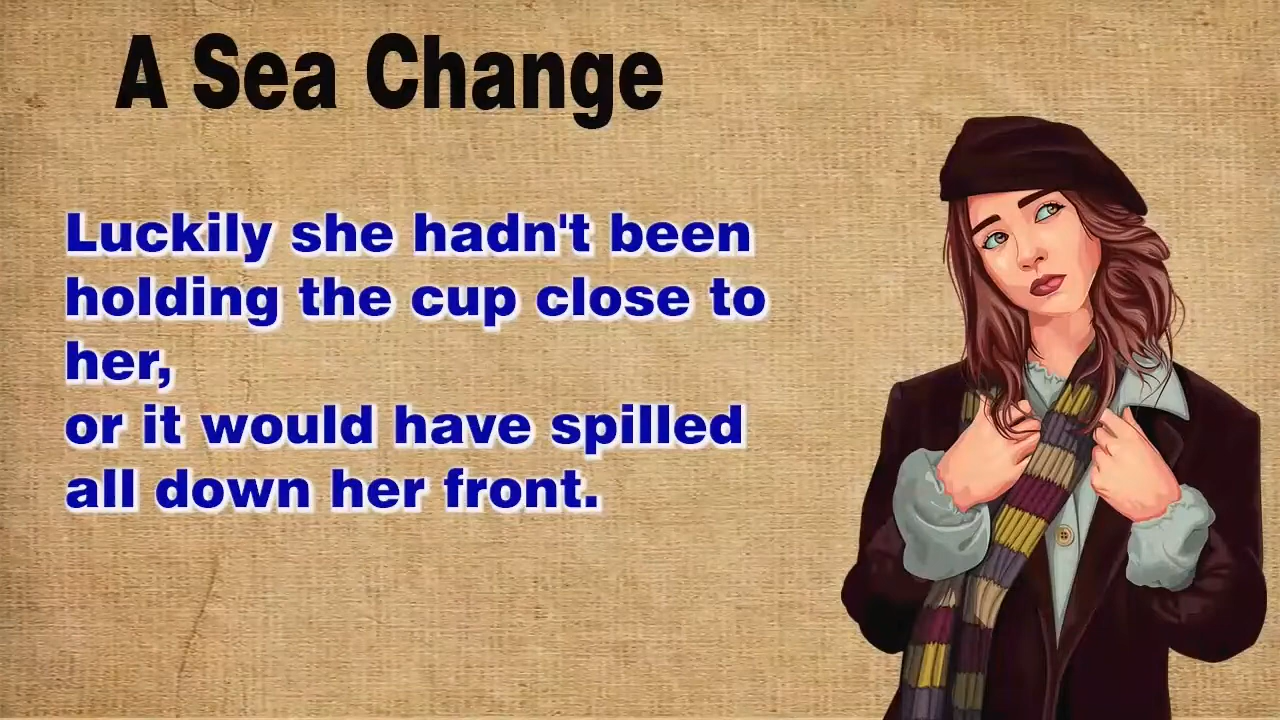 A Sea Change
Luckily she hadn't been
holding the cup close to
her,
or it would have spilled
all down her front.